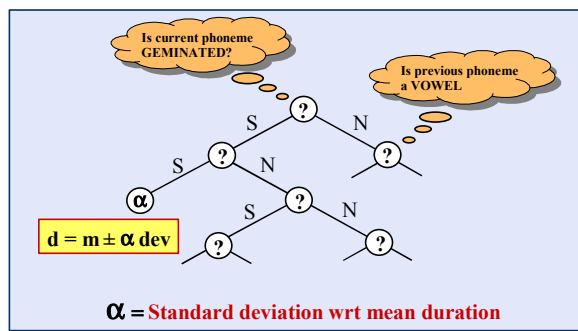 Is current phoneme
GEMINATED?
Is previous phoneme
a VOWEL
?
S
N
?
?
S
N
α
?
S
N
d = m ± α dev
?
?
α = Standard deviation wrt mean duration